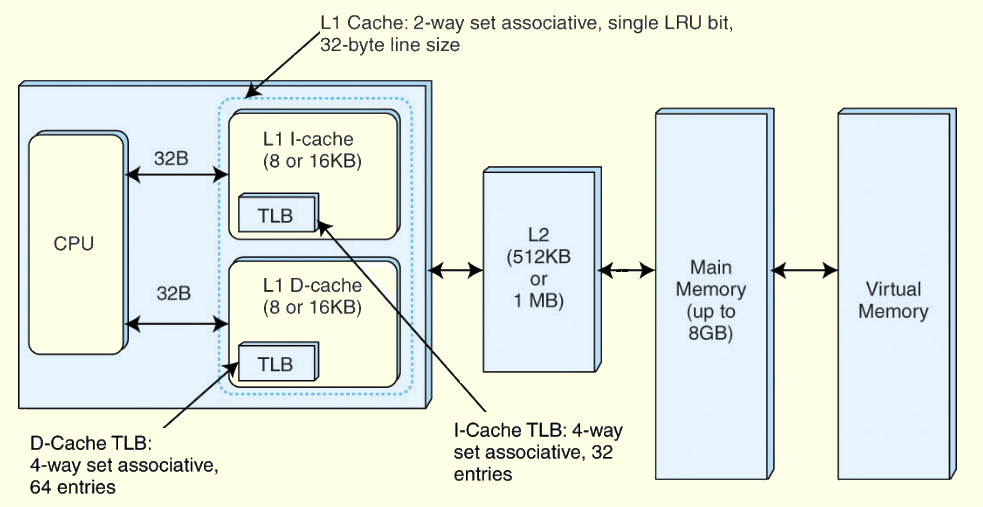 L1 Cache: 2-way set associative, single LRU bit,
32-byte line size
L1 I-cache
(8 or 16KB)
32B
TLB
CPU
L2
(512KB
or
1 MB)
Main
Memory
(up to
8GB)
Virtual
Memory
L1 D-cache
(8 or 16KB)
32B
TLB
D-Cache TLB:
4-way set associative,
64 entries
I-Cache TLB: 4-way
set associative, 32
entries